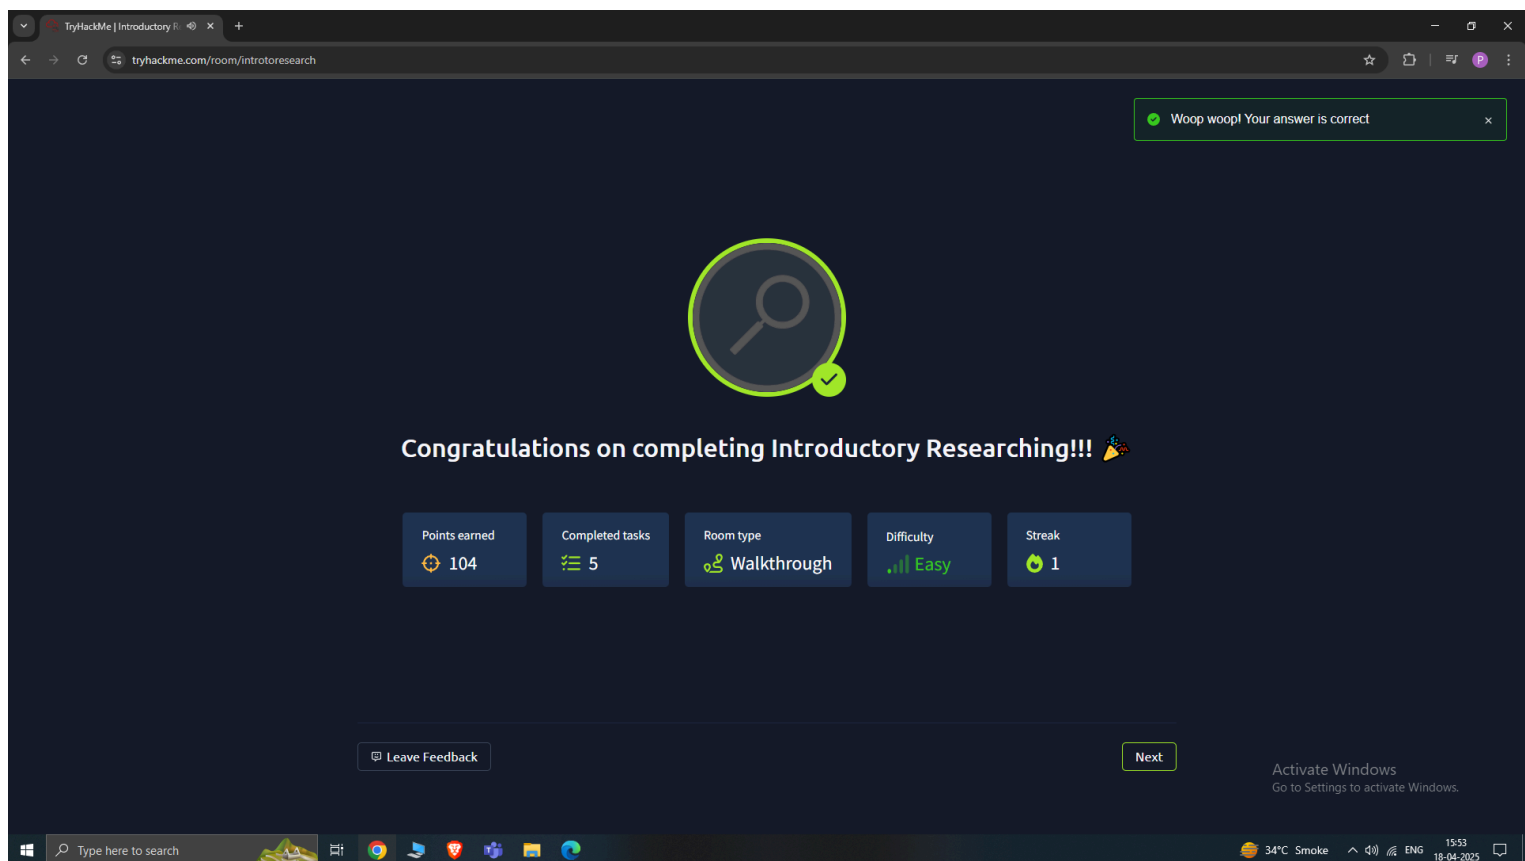 TryHackMe | Introductory R
tryhackme.com/room/introtoresearch
P
Woop woop! Your answer is correct
Congratulations on completing Introductory Researching!!!
Points earned
104
Completed tasks
5
Room type
Walkthrough
Difficulty
Easy
Streak
1
Leave Feedback
Next
Activate Windows
Go to Settings to activate Windows.
Type here to search
34°C Smoke
ENG
15:53
18-04-2025